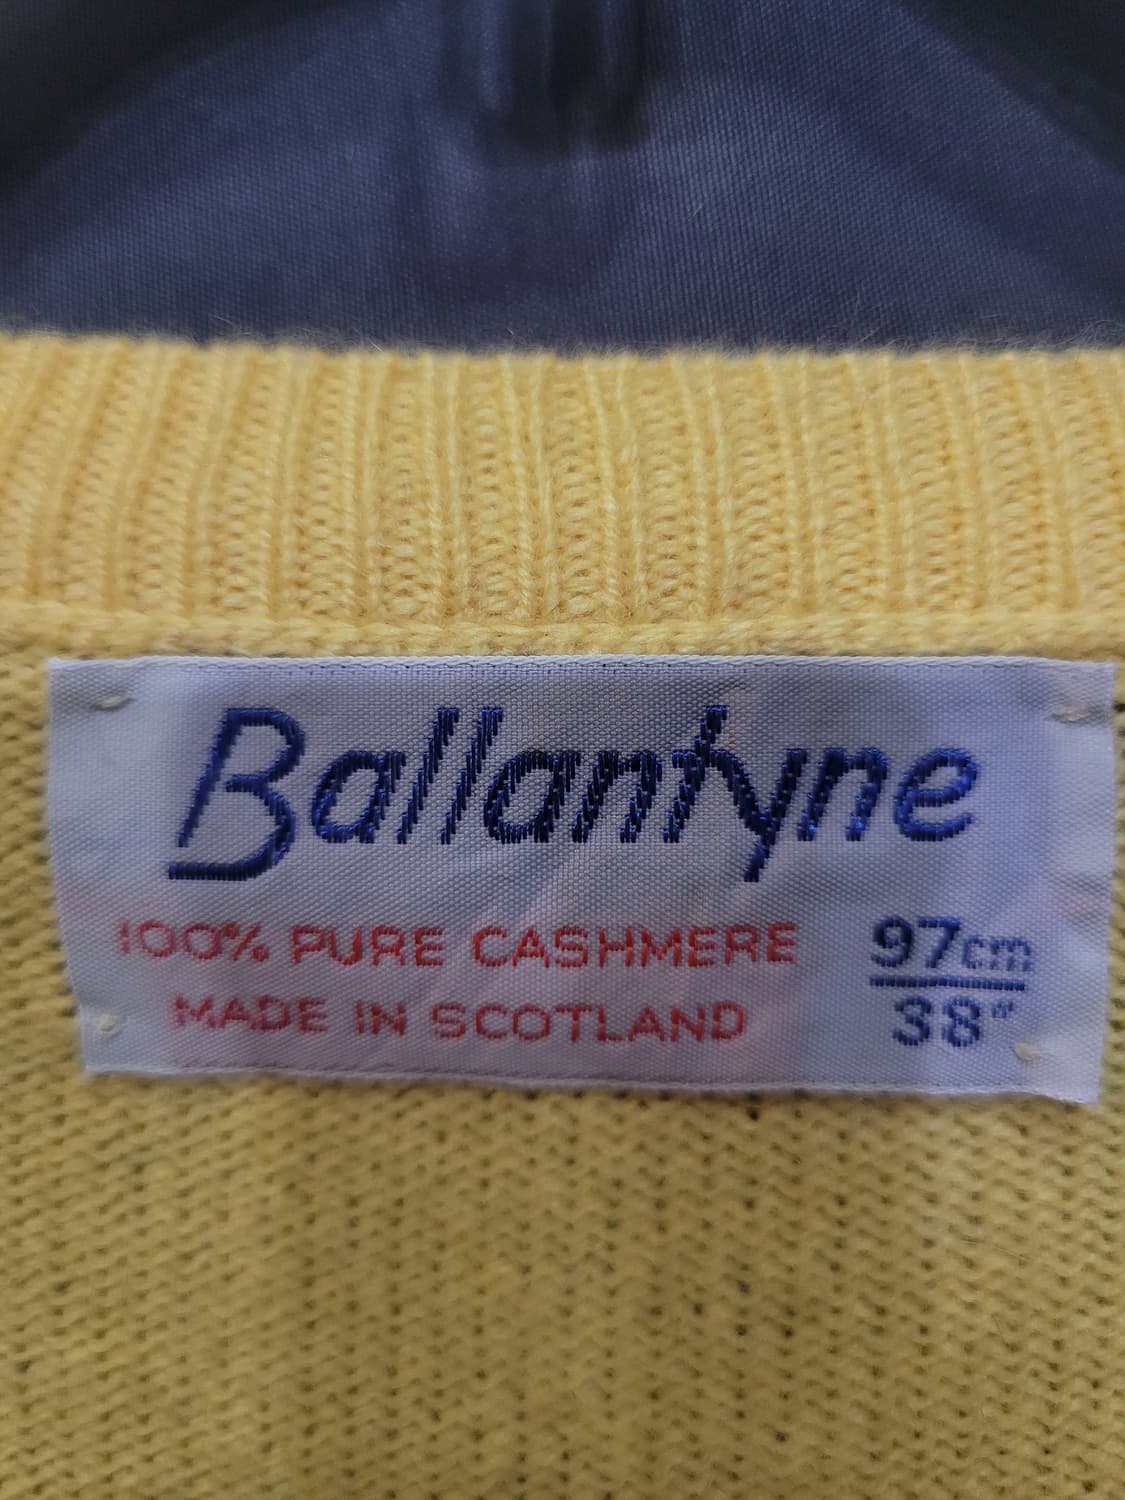 Ballantyne
100% PURE CASHMERE
MADE IN SCOTLAND
97cm
38"